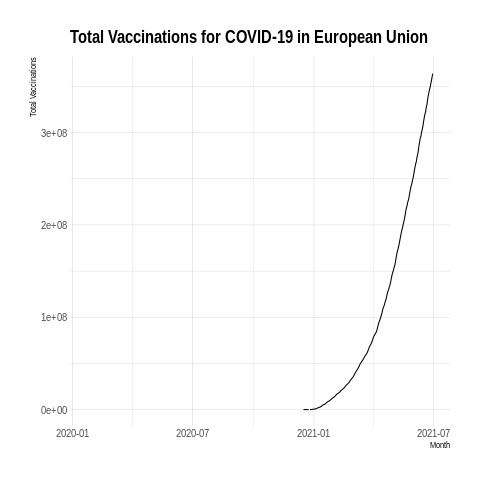 Total Vaccinations for COVID-19 in European Union
Total Vaccinations
3e+08
2e+08
1e+08
0e+00
2020-01 2020-07 2021-01 2021-07
Month